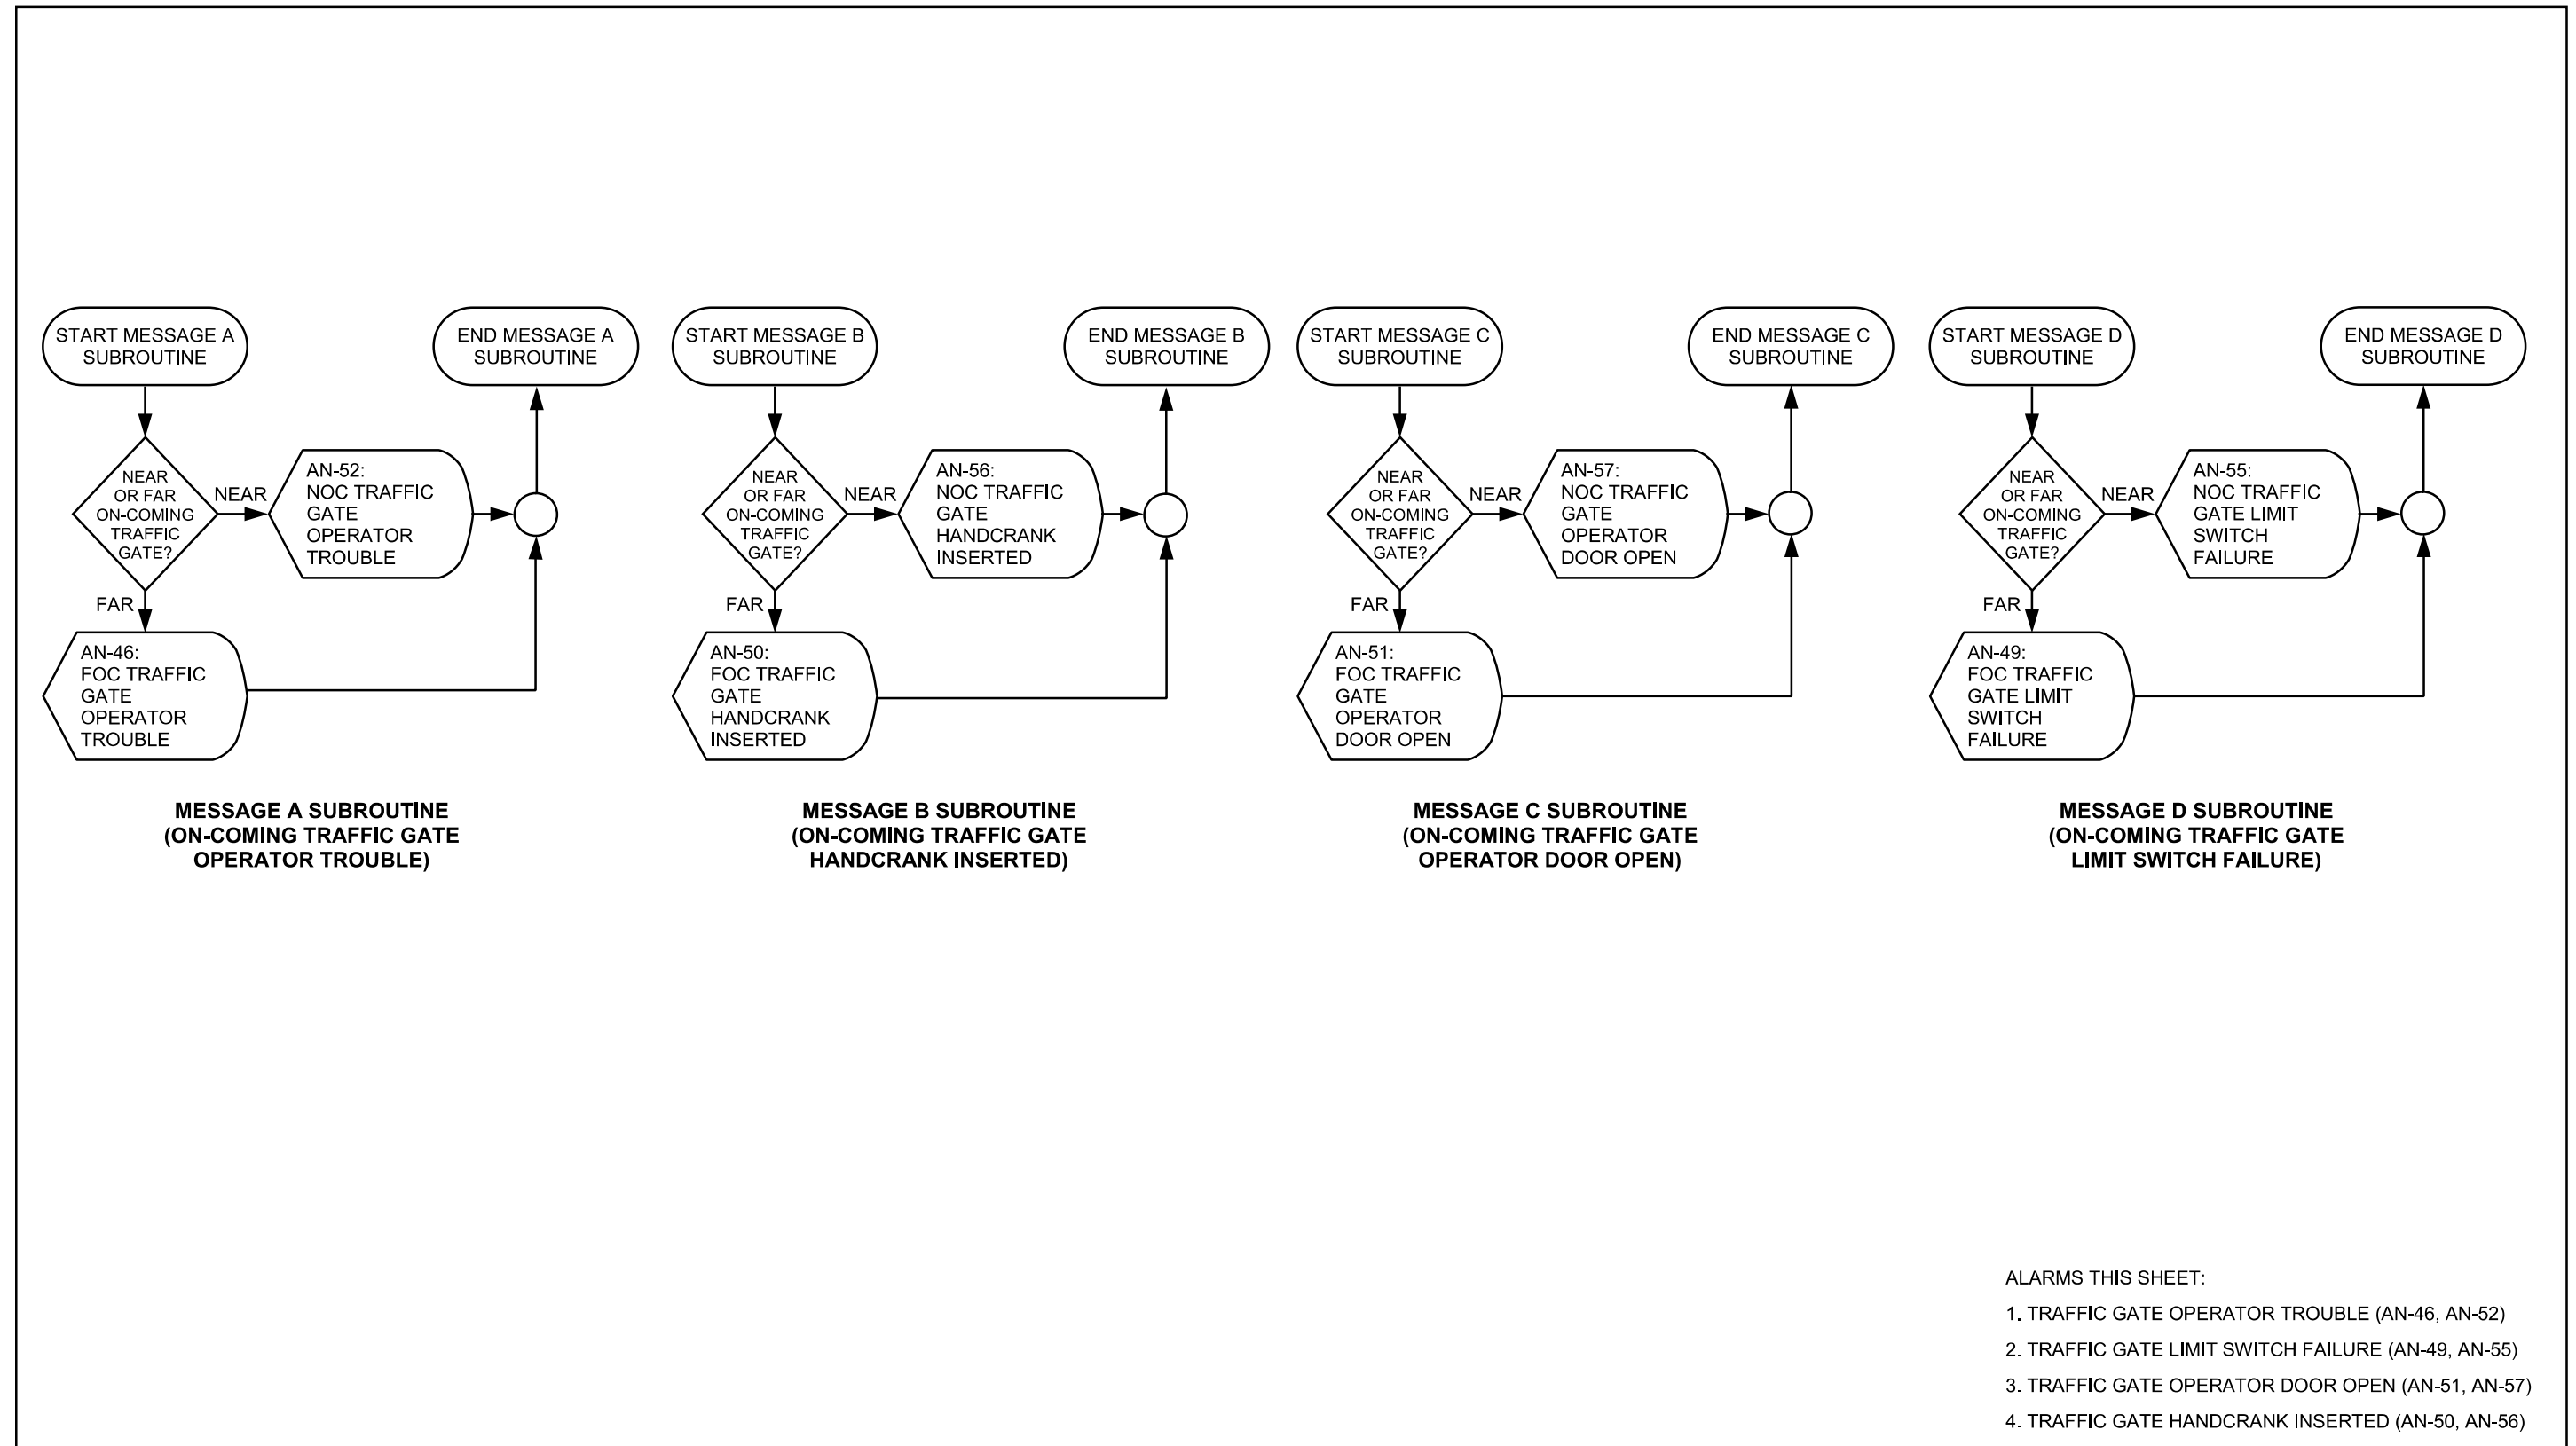 START MESSAGE A
SUBROUTINE
END MESSAGE A
SUBROUTINE
NEAR
OR FAR
ON-COMING
TRAFFIC
GATE?
NEAR
AN-52:
NOC TRAFFIC
GATE
OPERATOR
TROUBLE
FAR
AN-46:
FOC TRAFFIC
GATE
OPERATOR
TROUBLE
MESSAGE A SUBROUTINE
(ON-COMING TRAFFIC GATE
OPERATOR TROUBLE)
START MESSAGE B
SUBROUTINE
END MESSAGE B
SUBROUTINE
NEAR
OR FAR
ON-COMING
TRAFFIC
GATE?
NEAR
AN-56:
NOC TRAFFIC
GATE
HANDCRANK
INSERTED
FAR
AN-50:
FOC TRAFFIC
GATE
HANDCRANK
INSERTED
MESSAGE B SUBROUTINE
(ON-COMING TRAFFIC GATE
HANDCRANK INSERTED)
START MESSAGE C
SUBROUTINE
END MESSAGE C
SUBROUTINE
NEAR
OR FAR
ON-COMING
TRAFFIC
GATE?
NEAR
AN-57:
NOC TRAFFIC
GATE
OPERATOR
DOOR OPEN
FAR
AN-51:
FOC TRAFFIC
GATE
OPERATOR
DOOR OPEN
MESSAGE C SUBROUTINE
(ON-COMING TRAFFIC GATE
OPERATOR DOOR OPEN)
START MESSAGE D
SUBROUTINE
END MESSAGE D
SUBROUTINE
NEAR
OR FAR
ON-COMING
TRAFFIC
GATE?
NEAR
AN-55:
NOC TRAFFIC
GATE LIMIT
SWITCH
FAILURE
FAR
AN-49:
FOC TRAFFIC
GATE LIMIT
SWITCH
FAILURE
MESSAGE D SUBROUTINE
(ON-COMING TRAFFIC GATE
LIMIT SWITCH FAILURE)
ALARMS THIS SHEET:
1. TRAFFIC GATE OPERATOR TROUBLE (AN-46, AN-52)
2. TRAFFIC GATE LIMIT SWITCH FAILURE (AN-49, AN-55)
3. TRAFFIC GATE OPERATOR DOOR OPEN (AN-51, AN-57)
4. TRAFFIC GATE HANDCRANK INSERTED (AN-50, AN-56)